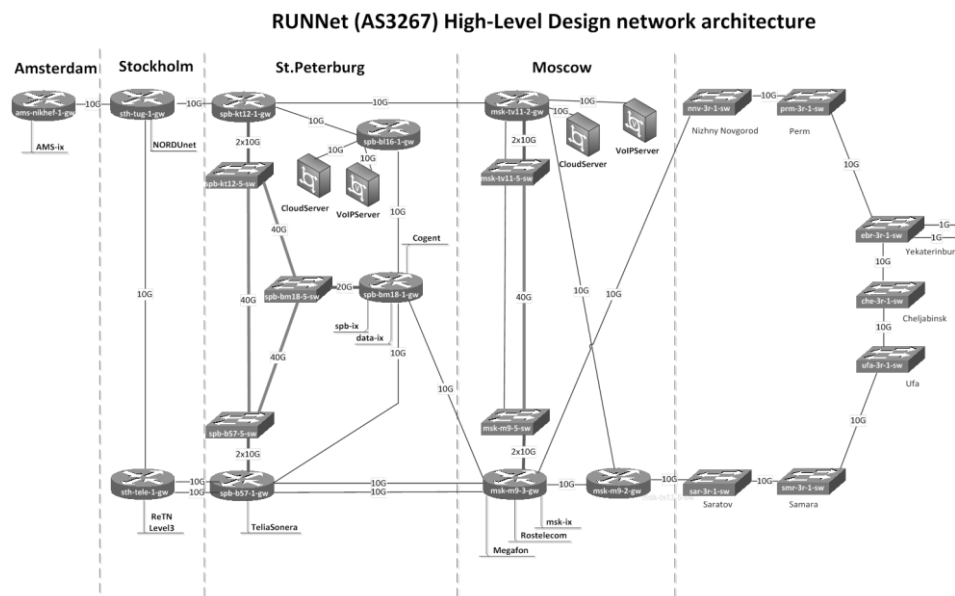 RUNNet (AS3267) High-Level Design network architecture
Amsterdam
Stockholm
St.Peterburg
Moscow
ams-nikhef-1-gw
10G
sth-tug-1-gw
10G
spb-kt12-1-gw
10G
msk-tv11-2-gw
10G
10G
nnv-3r-1-sw
10G
prm-3r-1-sw
AMS-ix
NORDUnet
10G
spb-bl16-1-gw
CloudServer
VoIPServer
Nizhny Novgorod
Perm
2x10G
10G
10G
2x10G
spb-kt12-5-sw
CloudServer
VoIPServer
msk-tv11-5-sw
10G
10G
40G
Cogent
ebr-3r-1-sw
1G
1G
Yekaterinbur
10G
10G
40G
spb-bm18-5-sw
20G
spb-bm18-1-gw
40G
10G
10G
che-3r-1-sw
Cheljabinsk
spb-ix
data-ix
10G
40G
10G
10G
ufa-3r-1-sw
Ufa
spb-b57-5-sw
msk-m9-5-sw
10G
2x10G
2x10G
sth-tele-1-gw
10G
10G
spb-b57-1-gw
10G
10G
msk-m9-3-gw
10G
msk-m9-2-gw
10G
sar-3r-1-sw
10G
smr-3r-1-sw
Saratov
Samara
ReTN
Level3
TeliaSonera
msk-ix
Rostelecom
Megafon